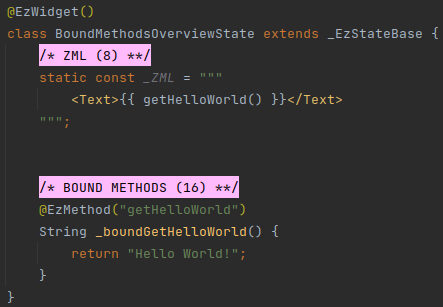 @EzWidget()
class BoundMethodsOverviewState extends _EzStateBase {
/* ZML (8) **/
static const _ZML = """
<Text>{{ getHelloWorld() }}</Text>
""";
/* BOUND METHODS (16) **/
@EzMethod("getHelloWorld")
String _boundGetHelloWorld() {
return "Hello World!";
}
}